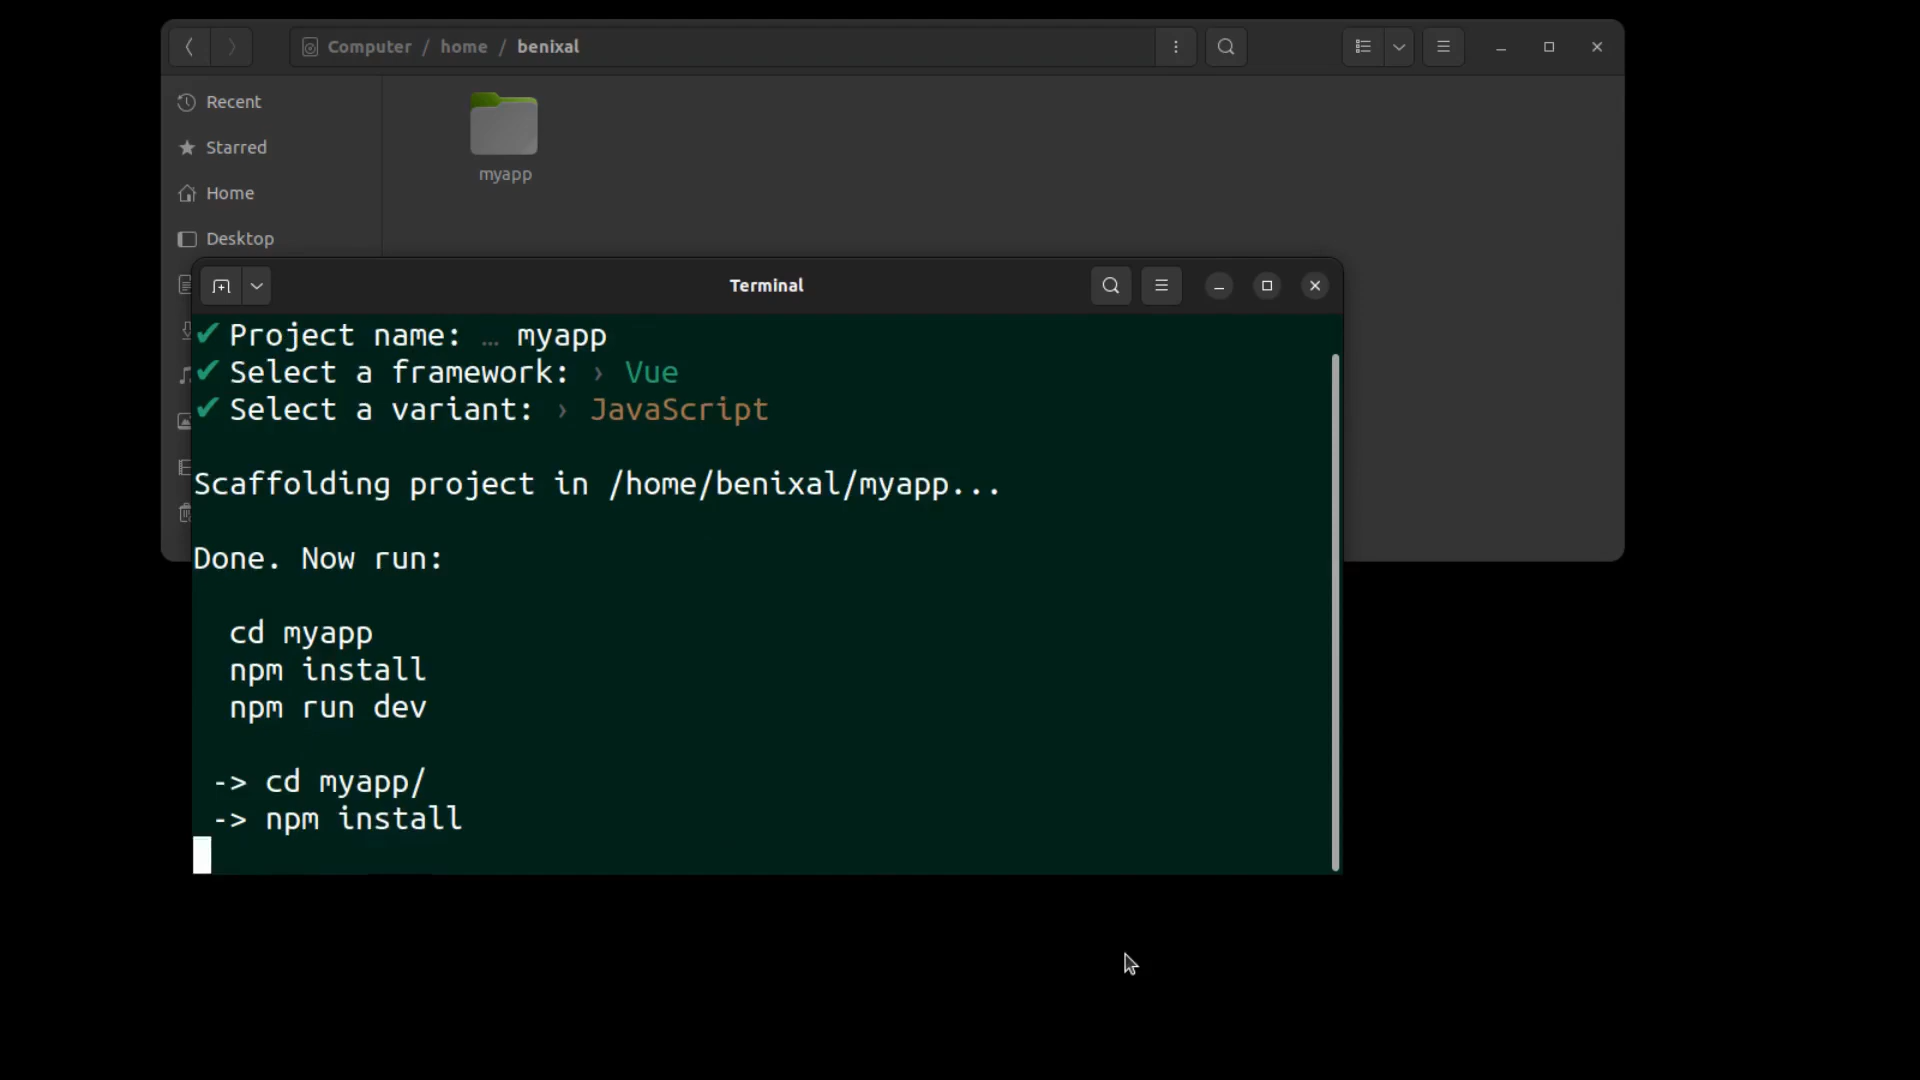 Computer / home / benixal
Recent
Starred
Home
Desktop
myapp
Terminal
✔ Project name: … myapp
✔ Select a framework: › Vue
✔ Select a variant: › JavaScript
Scaffolding project in /home/benixal/myapp...
Done. Now run:
cd myapp
npm install
npm run dev
-> cd myapp/
-> npm install